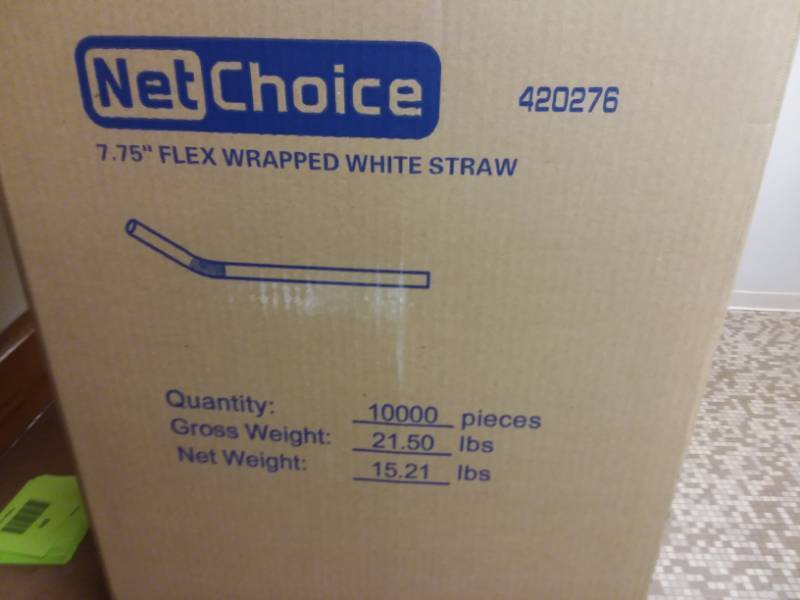 NetChoice
420276
7.75" FLEX WRAPPED WHITE STRAW
Quantity: 10000 pieces
Gross Weight: 21.50 lbs
Net Weight: 15.21 lbs